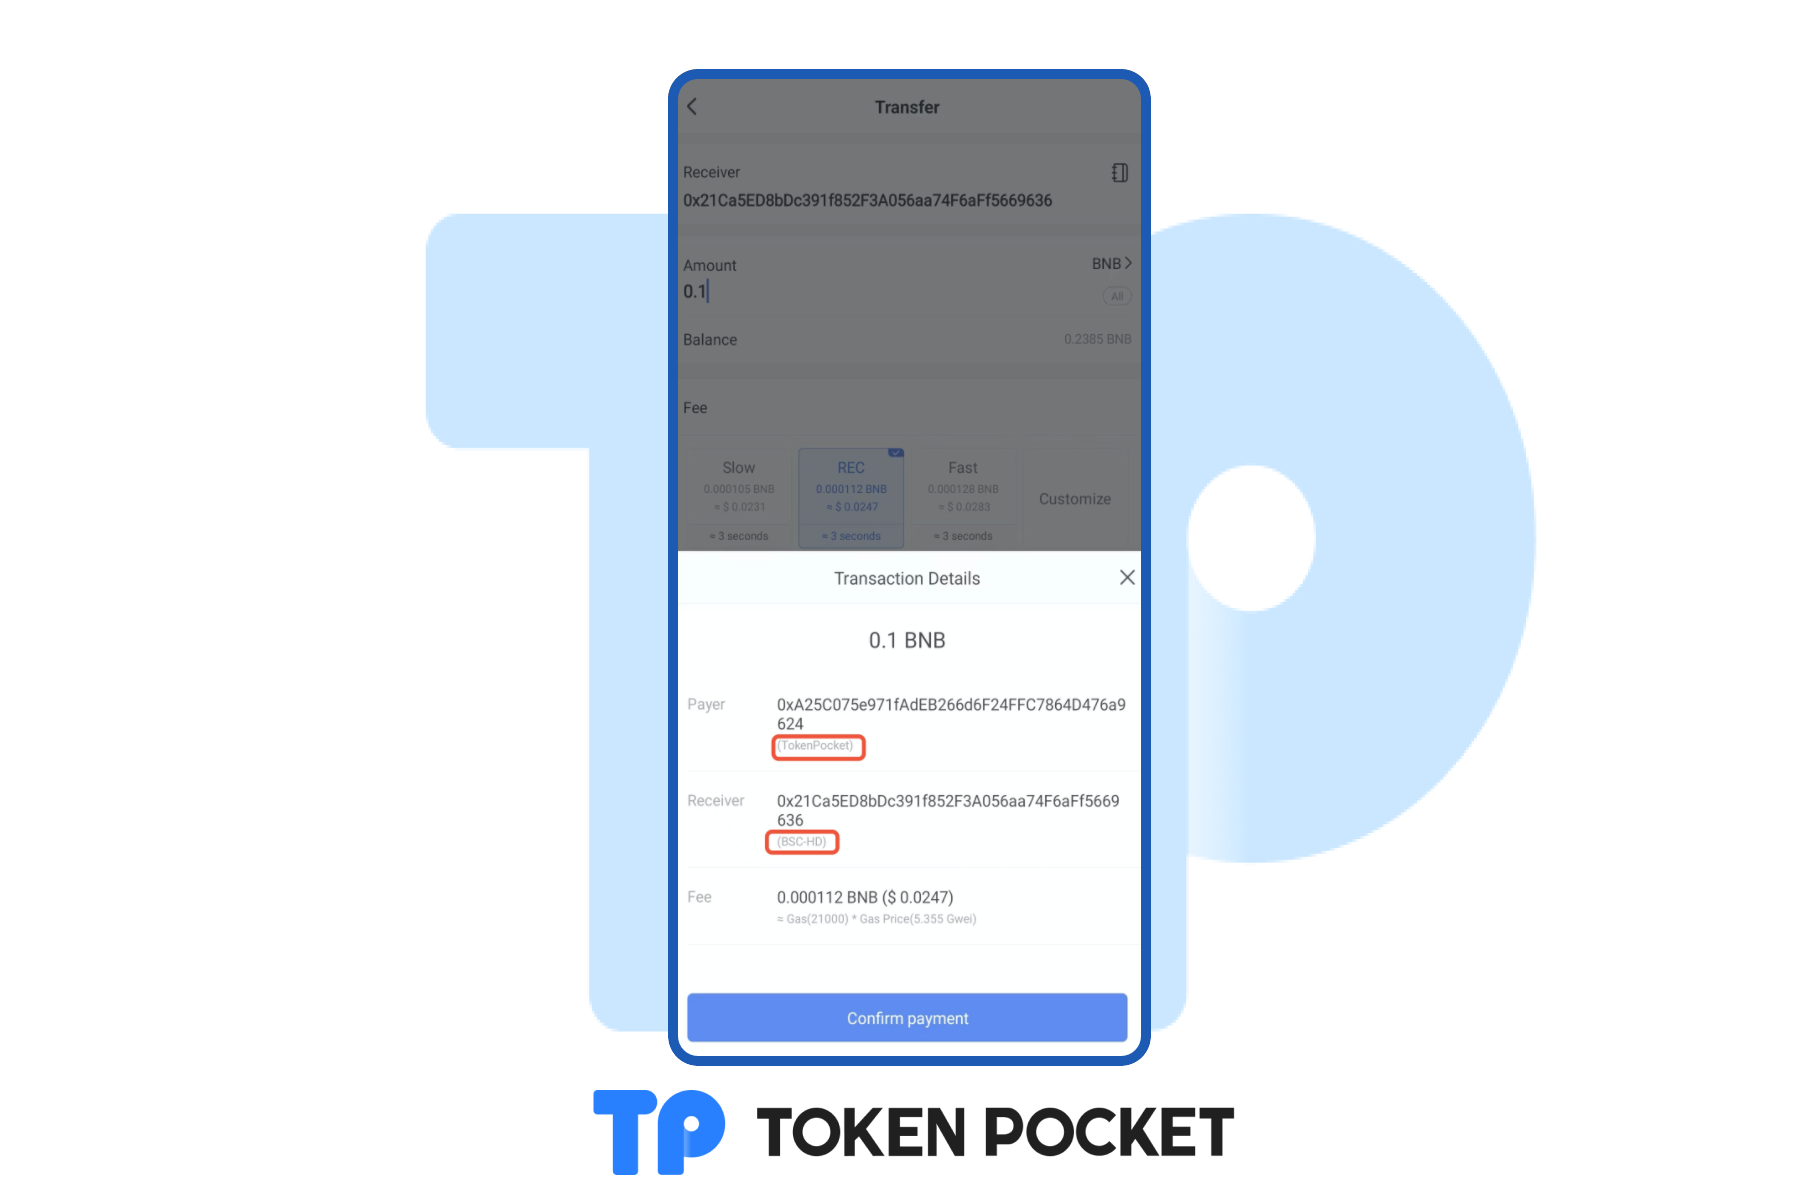 Transfer
Receiver
0x21Ca5ED8bDc391f852F3A056aa74F6aFf5669636
Amount
BNB
0.1
All
Balance
0.2385 BNB
Fee
Slow
0.000105 BNB
≈ $ 0.0231
≈ 3 seconds
REC
0.000112 BNB
≈ $ 0.0247
≈ 3 seconds
Fast
0.000128 BNB
≈ $ 0.0283
≈ 3 seconds
Customize
Transaction Details
0.1 BNB
Payer
0xA25C075e971fAdEB266d6F24FFC7864D476a9
624
(TokenPocket)
Receiver
0x21Ca5ED8bDc391f852F3A056aa74F6aFf5669
636
(BSC-HD)
Fee
0.000112 BNB ($ 0.0247)
≈ Gas(21000) * Gas Price(5.355 Gwei)
Confirm payment
TP TOKEN POCKET